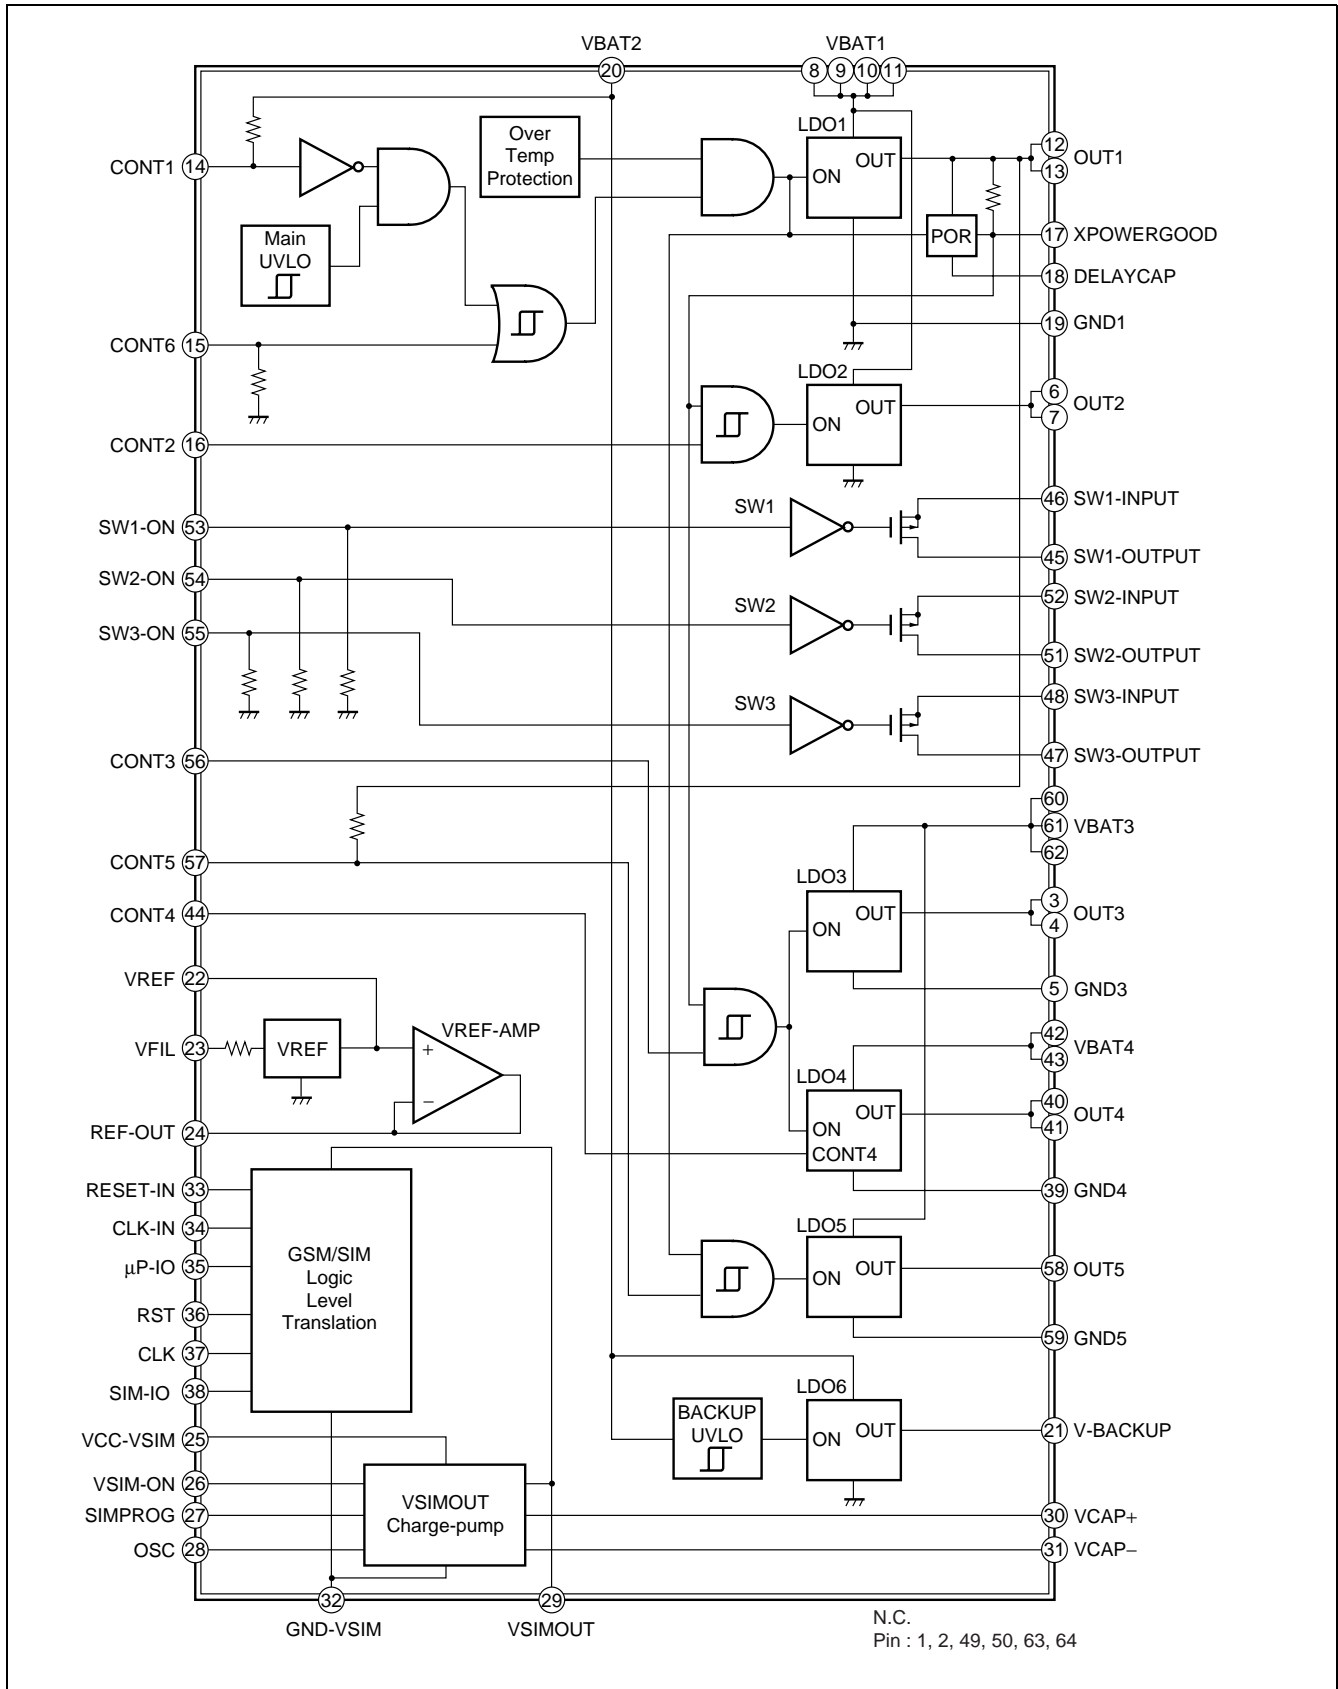 VBAT2
VBAT1
20
8 9 10 11
LDO1
Over
Temp
Protection
OUT
ON
12
OUT1
13
CONT1 14
Main
UVLO
POR
17 XPOWERGOOD
18 DELAYCAP
19 GND1
CONT6 15
LDO2
OUT
ON
6
OUT2
7
CONT2 16
SW1
46 SW1-INPUT
SW1-ON 53
45 SW1-OUTPUT
SW2-ON 54
SW2
52 SW2-INPUT
SW3-ON 55
51 SW2-OUTPUT
SW3
48 SW3-INPUT
47 SW3-OUTPUT
CONT3 56
60
61 VBAT3
62
CONT5 57
LDO3
OUT
ON
3
OUT3
4
CONT4 44
VREF 22
5 GND3
VREF-AMP
VFIL 23
VREF
+
−
42
VBAT4
43
LDO4
OUT
ON
CONT4
40
OUT4
41
REF-OUT 24
RESET-IN 33
39 GND4
CLK-IN 34
LDO5
OUT
ON
μP-IO 35
GSM/SIM
Logic
Level
Translation
58 OUT5
RST 36
59 GND5
CLK 37
SIM-IO 38
LDO6
BACKUP
UVLO
OUT
ON
21 V-BACKUP
VCC-VSIM 25
VSIM-ON 26
VSIMOUT
Charge-pump
SIMPROG 27
30 VCAP+
OSC 28
31 VCAP−
32
29
GND-VSIM
VSIMOUT
N.C.
Pin : 1, 2, 49, 50, 63, 64